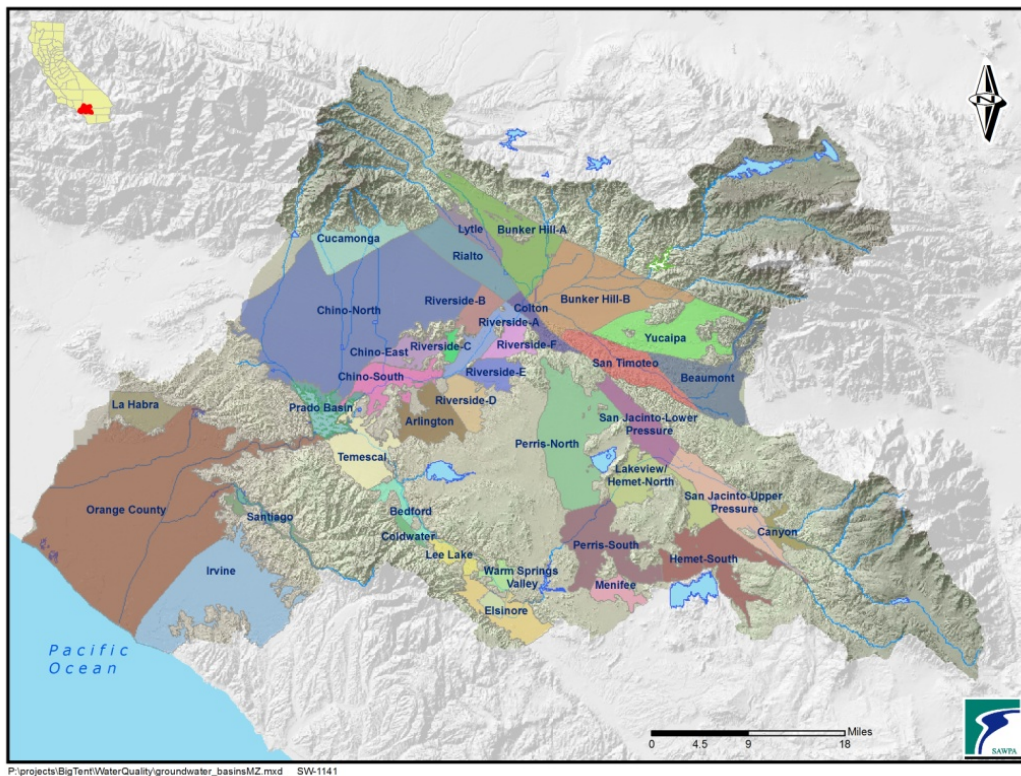 N
Cucamonga
Lytle
Bunker Hill-A
Rialto
Chino-North
Riverside-B
Colton
Bunker Hill-B
Riverside-A
Yucaipa
Chino-East
Riverside-C
Riverside-F
San Timoteo
Chino-South
Riverside-E
Beaumont
La Habra
Prado Basin
Riverside-D
Arlington
San Jacinto-Lower
Pressure
Perris-North
Temescal
Lakeview/
Hemet-North
San Jacinto-Upper
Pressure
Orange County
Santiago
Bedford
Canyon
Coldwater
Lee Lake
Perris-South
Hemet-South
Irvine
Warm Springs
Valley
Menifee
Elsinore
Pacific
Ocean
Miles
0 4.5 9 18
SAWPA
P:\projects\BigTent\WaterQuality\groundwater_basinsMZ.mxd SW-1141